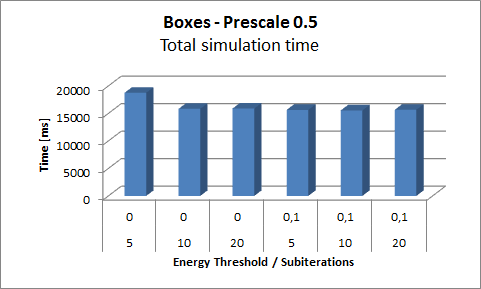 Boxes - Prescale 0.5
Total simulation time
Time [ms]
20000
15000
10000
5000
0
0 0 0 0,1 0,1 0,1
5 10 20 5 10 20
Energy Threshold / Subiterations